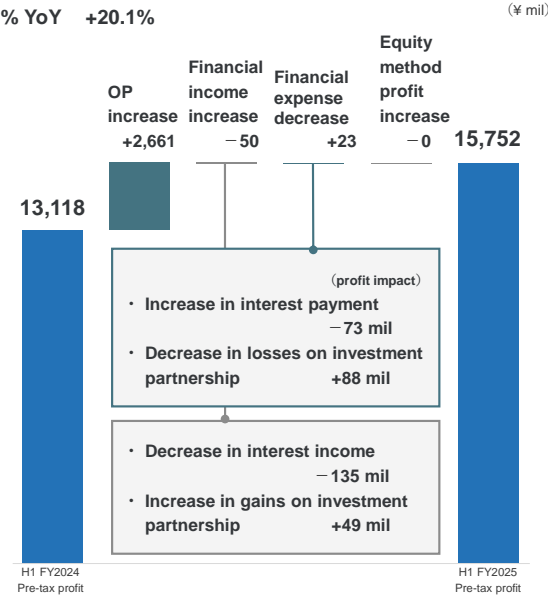 % YoY +20.1%
(¥ mil)
OP
increase
+2,661
Financial
income
increase
－50
Financial
expense
decrease
+23
Equity
method
profit
increase
－0
15,752
13,118
(profit impact)
・ Increase in interest payment
－73 mil
・ Decrease in losses on investment
partnership +88 mil
・ Decrease in interest income
－135 mil
・ Increase in gains on investment
partnership +49 mil
H1 FY2024
Pre-tax profit
H1 FY2025
Pre-tax profit